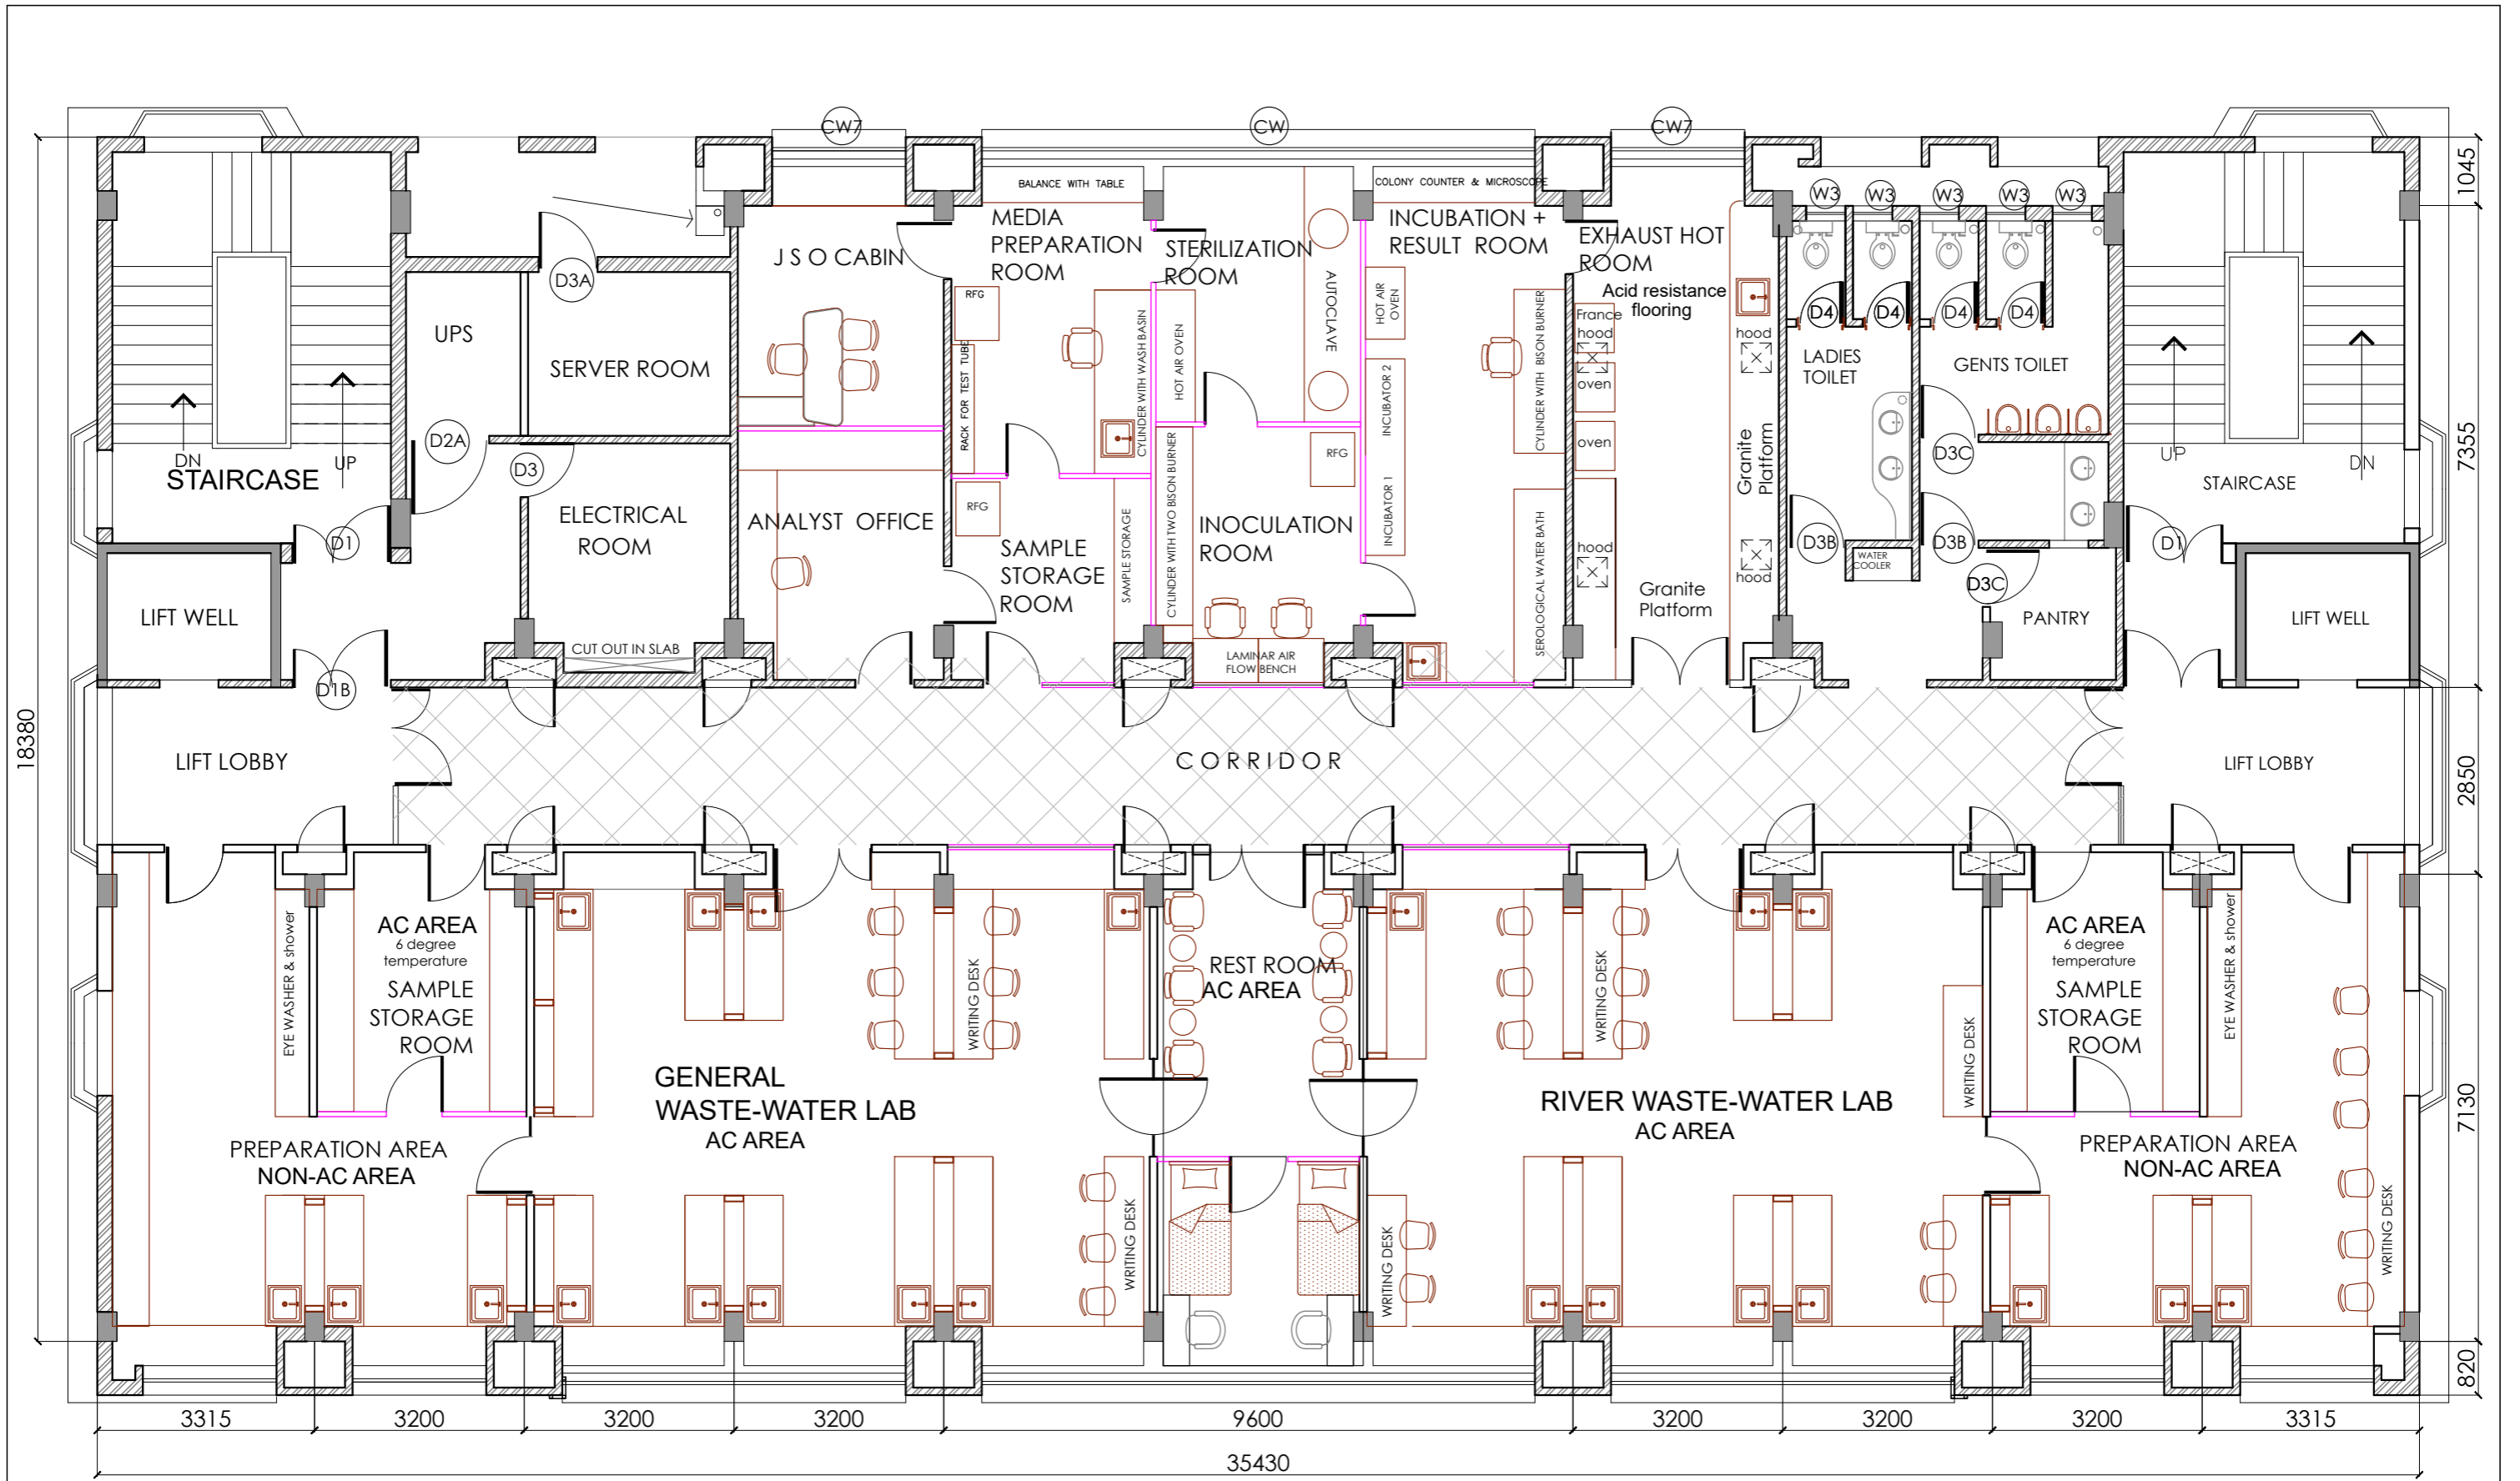 CW7
CW
CW7
1045
BALANCE WITH TABLE
COLONY COUNTER & MICROSCOPE
W3
W3
W3
W3
W3
MEDIA
PREPARATION
ROOM
STERILIZATION
ROOM
INCUBATION +
RESULT ROOM
EXHAUST HOT
ROOM
Acid resistance
flooring
J S O CABIN
D3A
RFG
AUTOCLAVE
HOT AIR
OVEN
France
hood
hood
D4
D4
D4
D4
UPS
SERVER ROOM
RACK FOR TEST TUBE
CYLINDER WITH WASH BASIN
HOT AIR OVEN
INCUBATOR 2
CYLINDER WITH BISON BURNER
oven
oven
LADIES
TOILET
GENTS TOILET
D2A
D3
D3C
DN
UP
STAIRCASE
RFG
Granite
Platform
UP
DN
STAIRCASE
7355
ELECTRICAL
ROOM
ANALYST OFFICE
RFG
SAMPLE
STORAGE
ROOM
SAMPLE STORAGE
CYLINDER WITH TWO BISON BURNER
INOCULATION
ROOM
INCUBATOR 1
SEROLOGICAL WATER BATH
hood
hood
Granite
Platform
D1
D3B
D3B
D1
WATER
COOLER
D3C
PANTRY
LIFT WELL
LIFT WELL
CUT OUT IN SLAB
LAMINAR AIR
FLOW BENCH
D1B
18380
LIFT LOBBY
CORRIDOR
LIFT LOBBY
2850
EYE WASHER & shower
AC AREA
6 degree
temperature
SAMPLE
STORAGE
ROOM
WRITING DESK
REST ROOM
AC AREA
WRITING DESK
WRITING DESK
AC AREA
6 degree
temperature
SAMPLE
STORAGE
ROOM
EYE WASHER & shower
GENERAL
WASTE-WATER LAB
AC AREA
RIVER WASTE-WATER LAB
AC AREA
7130
PREPARATION AREA
NON-AC AREA
PREPARATION AREA
NON-AC AREA
WRITING DESK
WRITING DESK
WRITING DESK
820
3315
3200
3200
3200
9600
3200
3200
3200
3315
35430